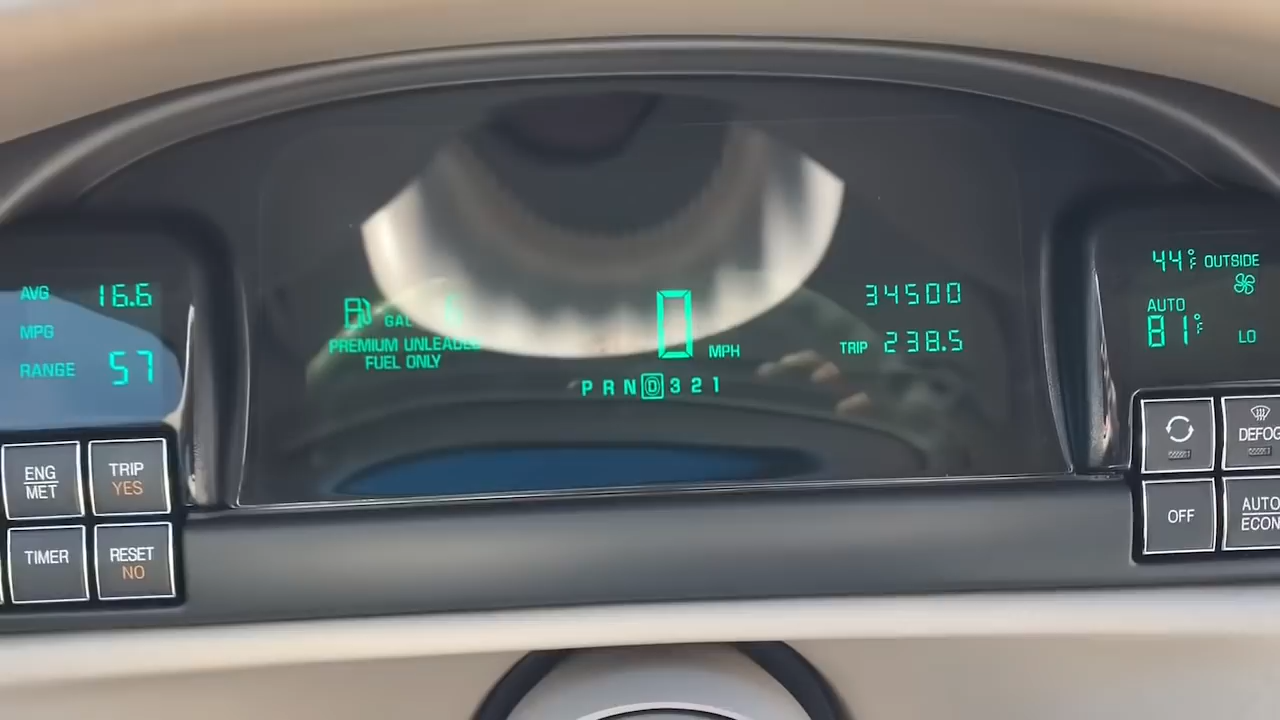 AVG 16.6
MPG
RANGE 57
ENG
MET
TRIP
YES
TIMER
RESET
NO
GAL
PREMIUM UNLEADED
FUEL ONLY
0 MPH
P R N D 3 2 1
34500
TRIP 238.5
44°F OUTSIDE
AUTO
81°F LO
DEFOG
OFF
AUTO
ECON